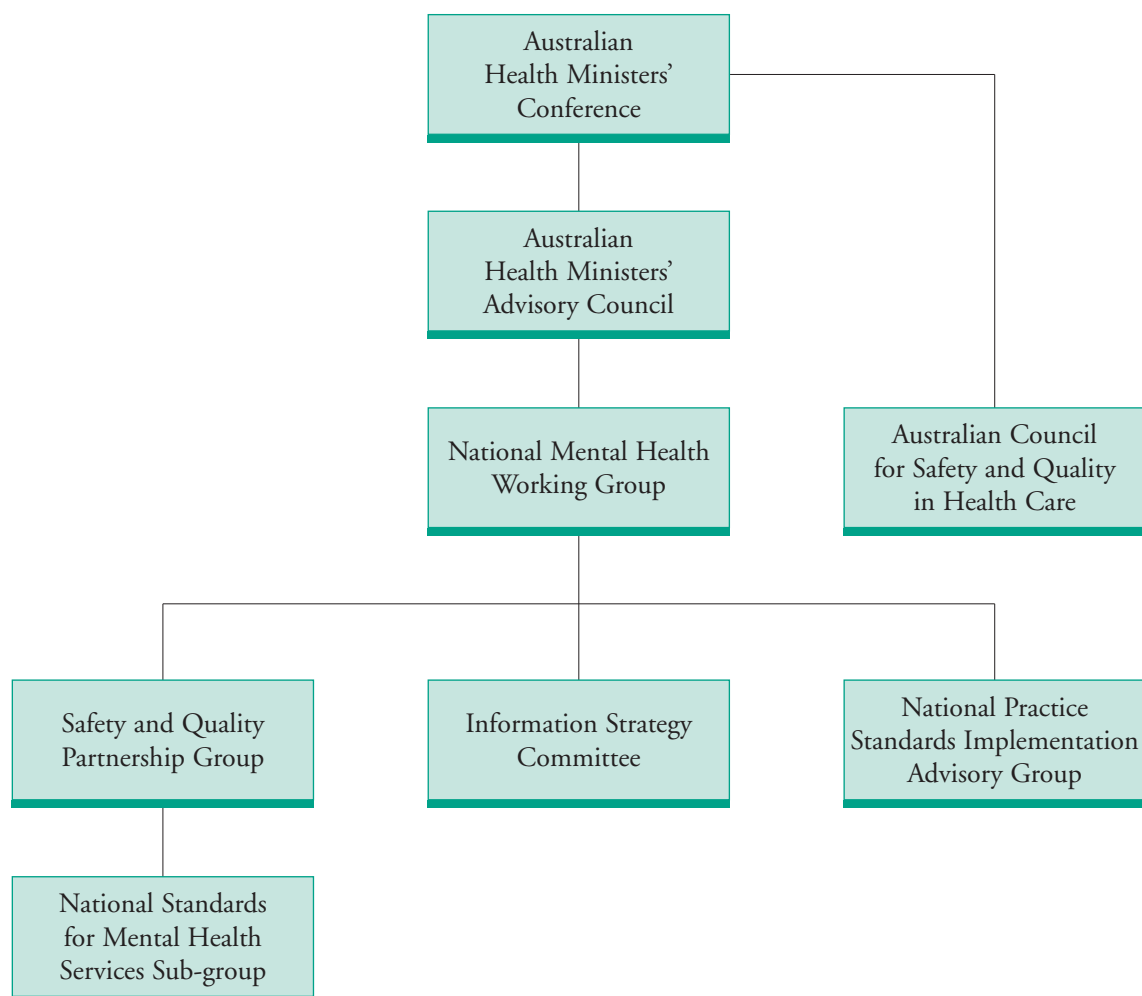 Australian
Health Ministers’
Conference
Australian
Health Ministers’
Advisory Council
National Mental Health
Working Group
Australian Council
for Safety and Quality
in Health Care
Safety and Quality
Partnership Group
Information Strategy
Committee
National Practice
Standards Implementation
Advisory Group
National Standards
for Mental Health
Services Sub-group